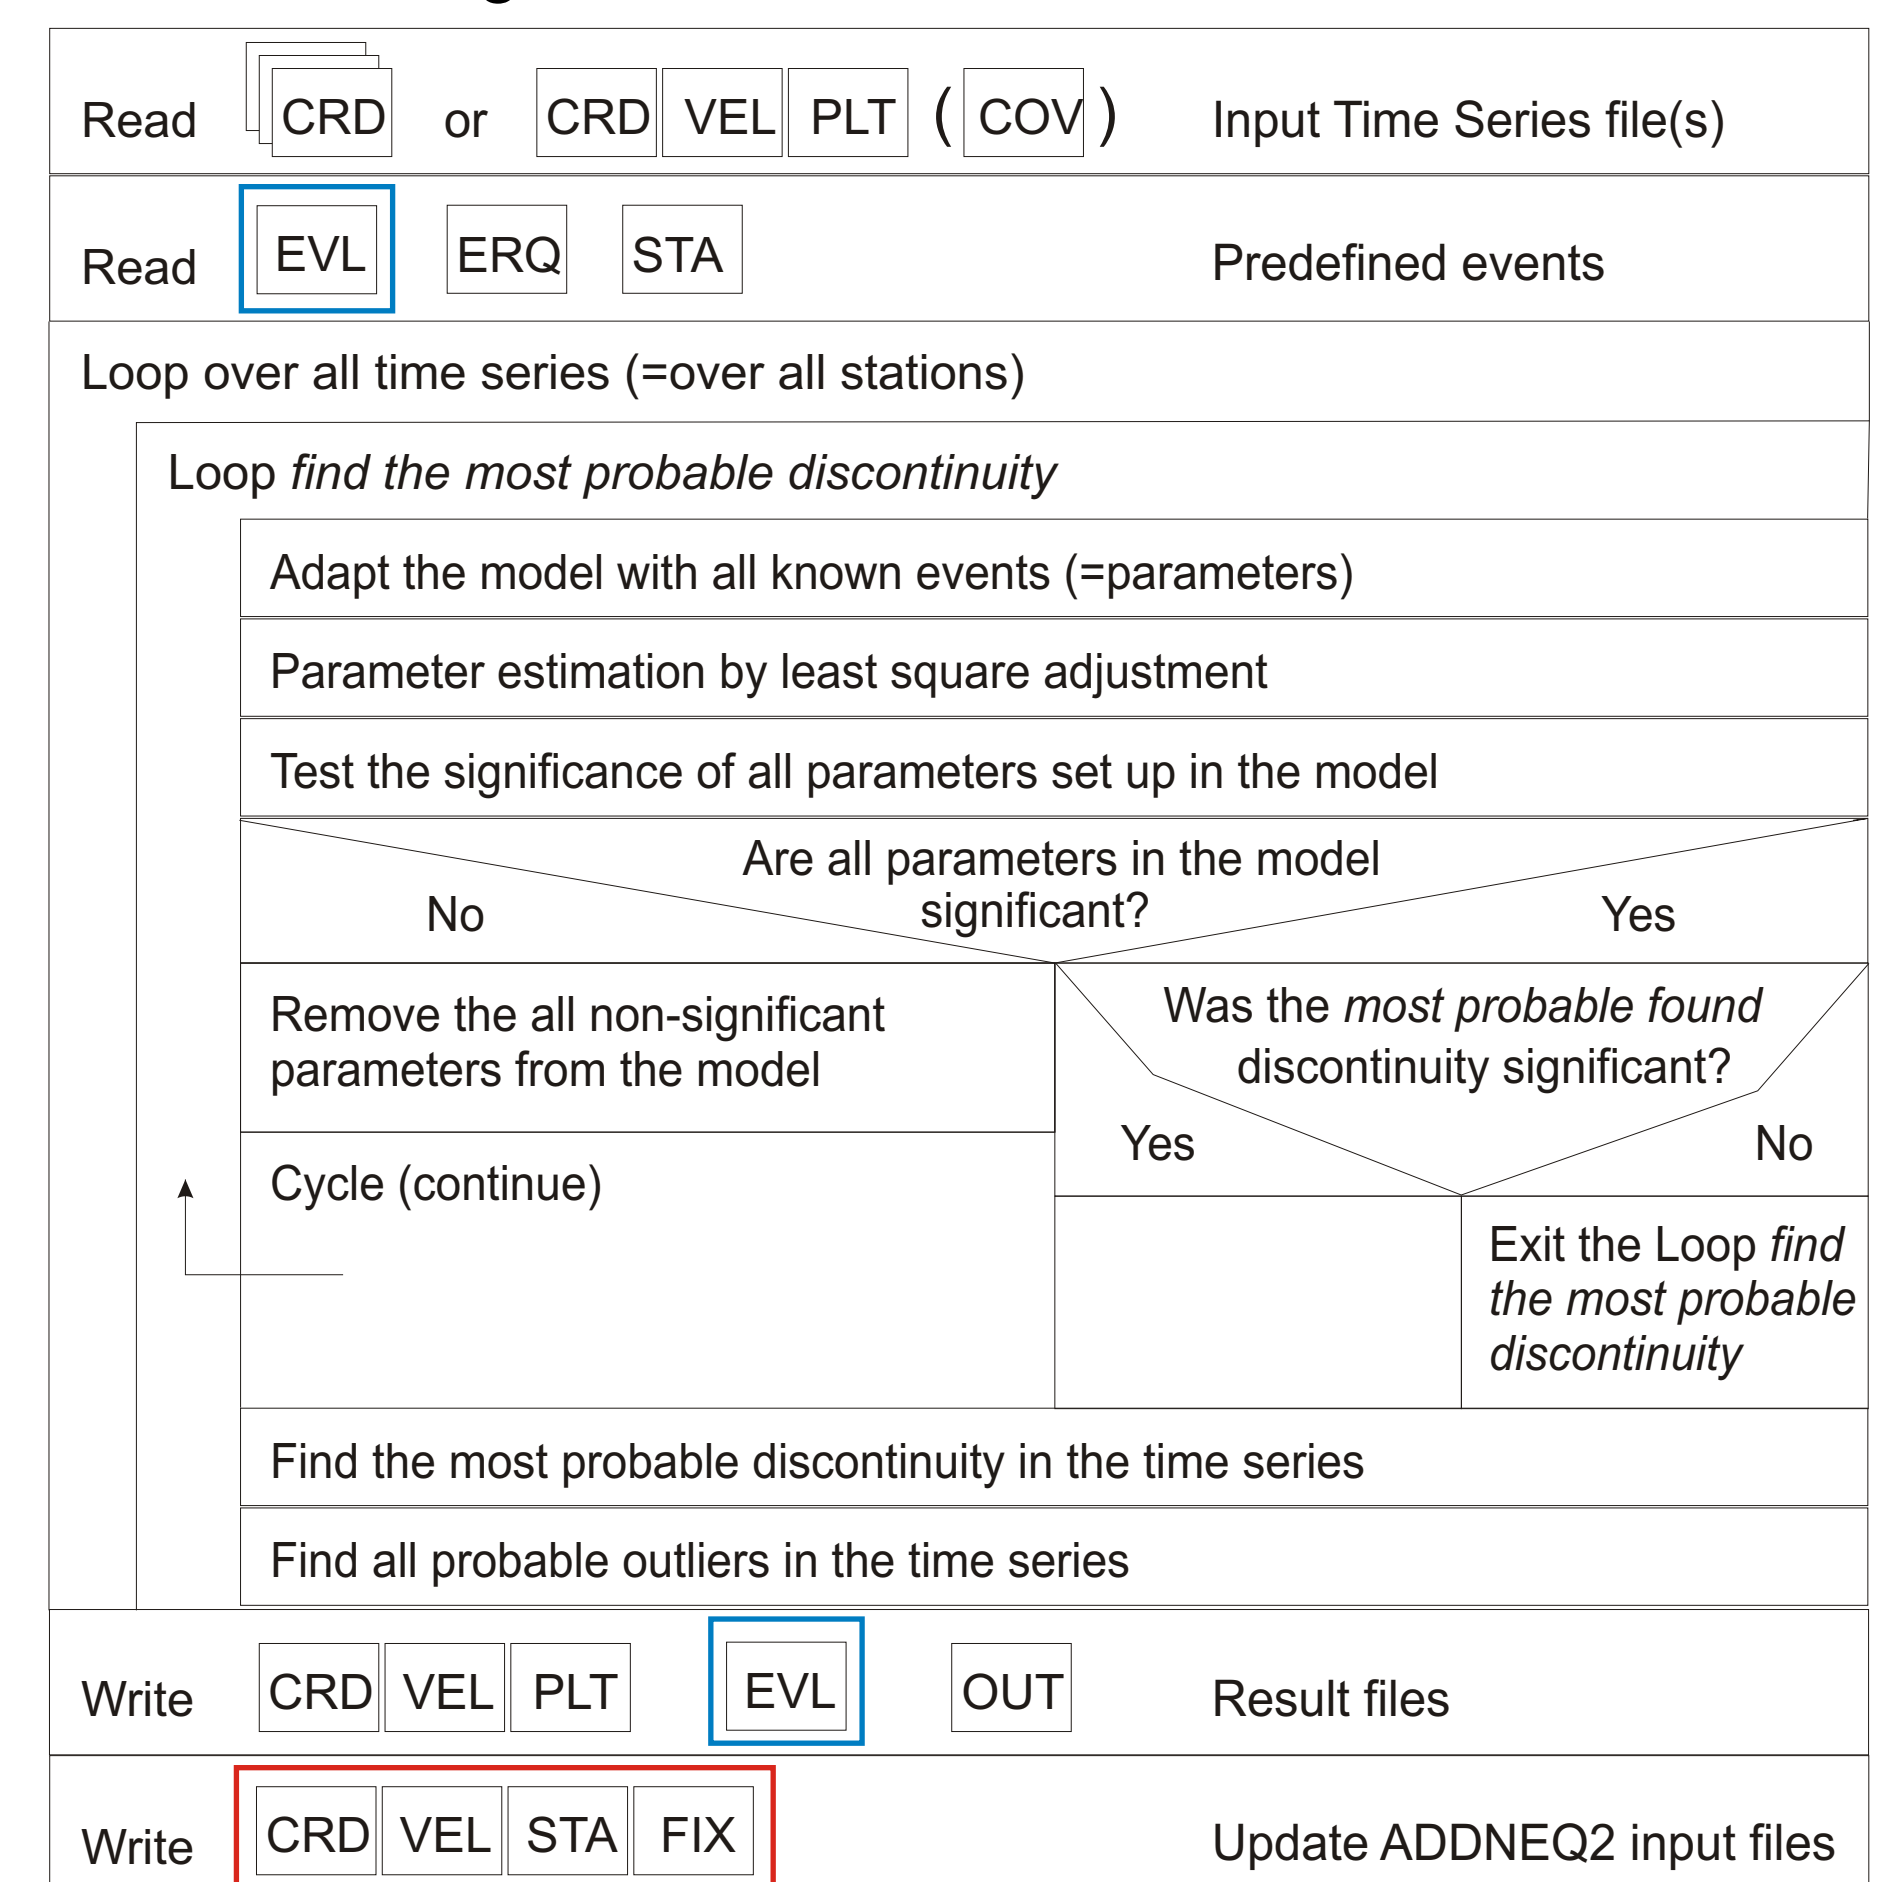 Read CRD or CRD VEL PLT ( COV ) Input Time Series file(s)
Read EVL ERQ STA Predefined events
Loop over all time series (=over all stations)
Loop find the most probable discontinuity
Adapt the model with all known events (=parameters)
Parameter estimation by least square adjustment
Test the significance of all parameters set up in the model
Are all parameters in the model
significant?
No
Yes
Remove the all non-significant
parameters from the model
Was the most probable found
discontinuity significant?
Yes
No
Cycle (continue)
Exit the Loop find
the most probable
discontinuity
Find the most probable discontinuity in the time series
Find all probable outliers in the time series
Write CRD VEL PLT EVL OUT Result files
Write CRD VEL STA FIX Update ADDNEQ2 input files